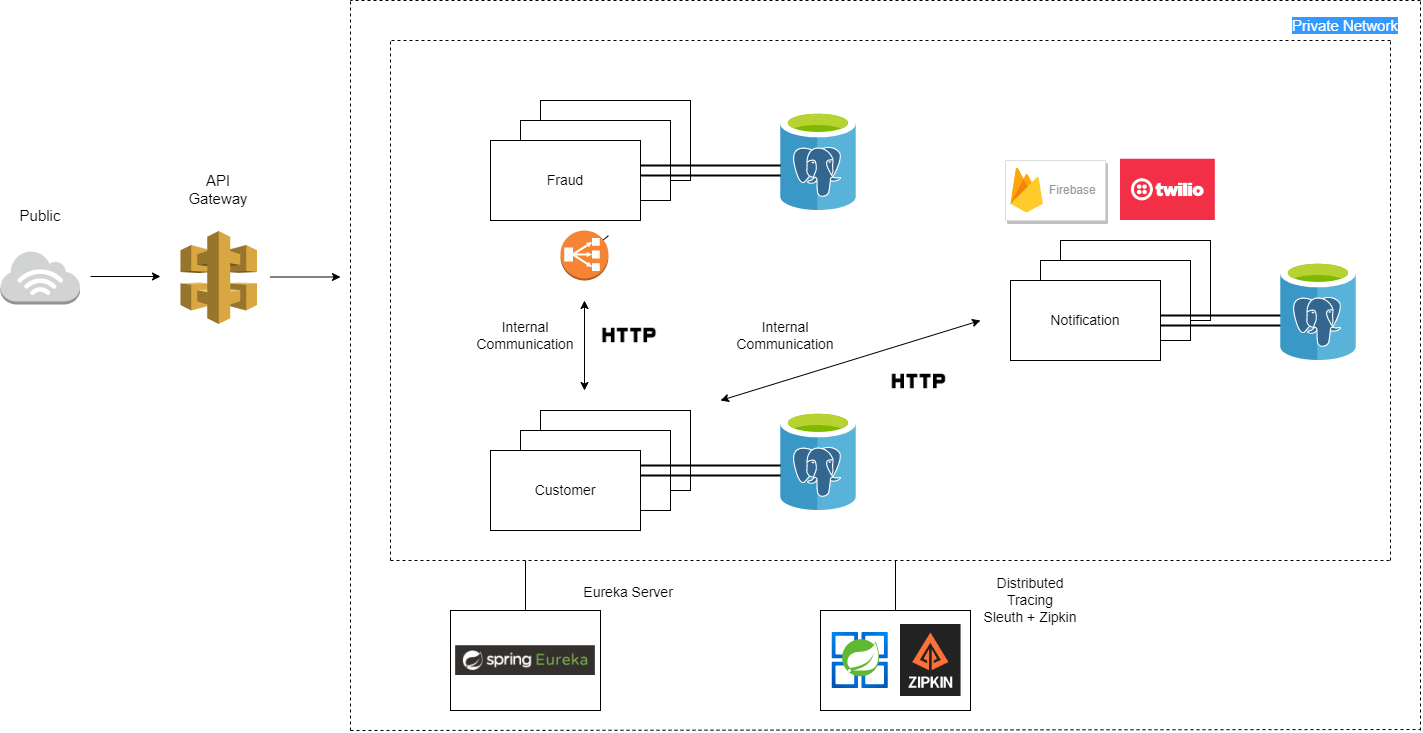 Private Network
Public
API
Gateway
Fraud
Firebase
twilio
Internal
Communication
HTTP
Internal
Communication
HTTP
Notification
Customer
Eureka Server
spring Eureka
Distributed
Tracing
Sleuth + Zipkin
ZIPKIN